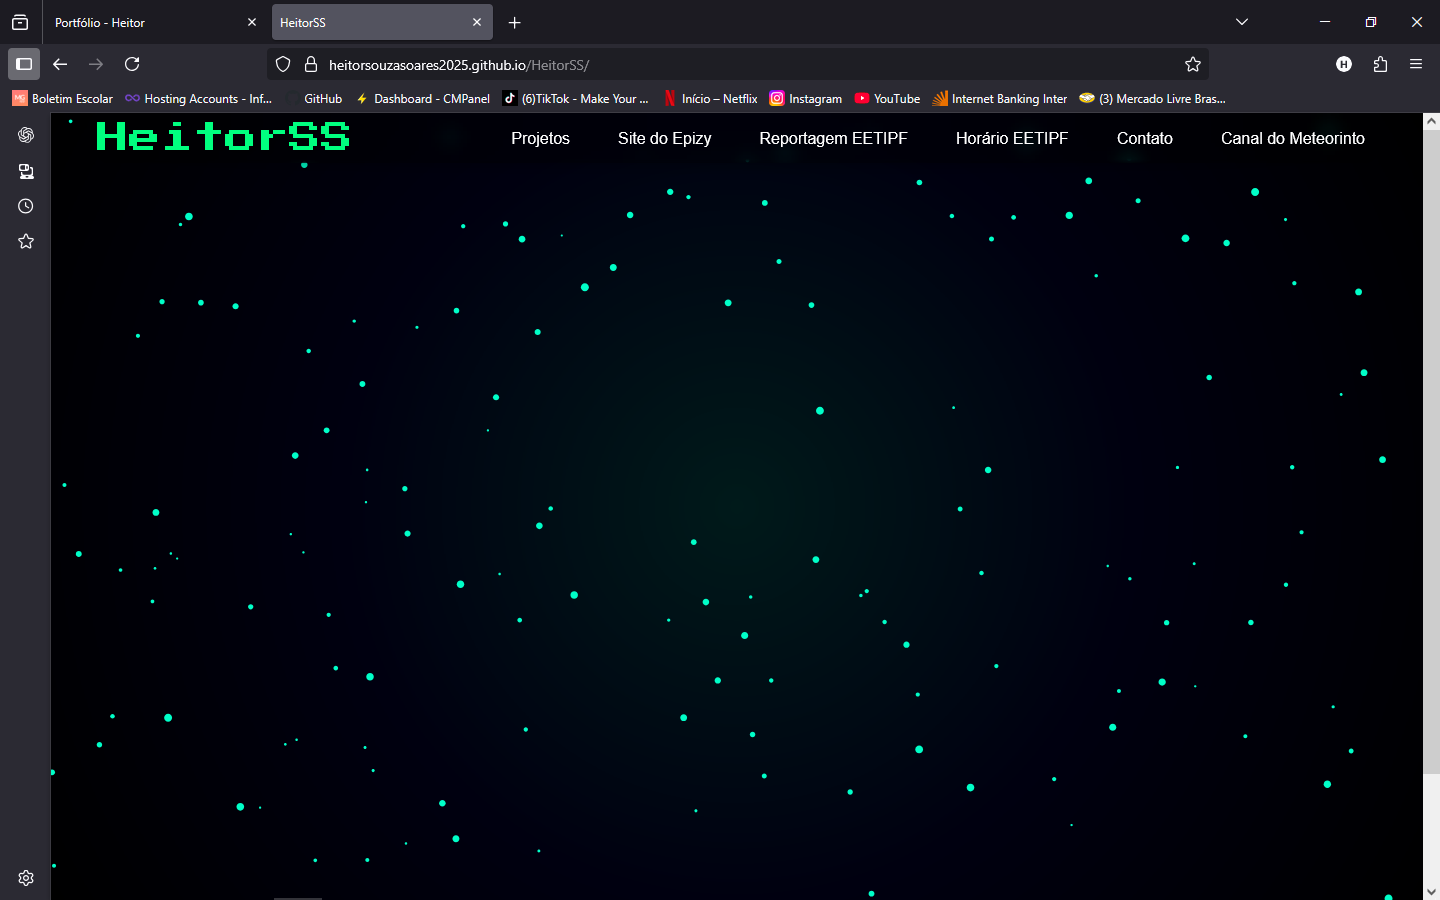 Portfólio - Heitor
HeitorSS
heitorsouzasoares2025.github.io/HeitorSS/
H
Boletim Escolar
Hosting Accounts - Inf...
GitHub
Dashboard - CMPanel
(6)TikTok - Make Your ...
Início – Netflix
Instagram
YouTube
Internet Banking Inter
(3) Mercado Livre Bras...
HeitorSS
Projetos
Site do Epizy
Reportagem EETIPF
Horário EETIPF
Contato
Canal do Meteorinto